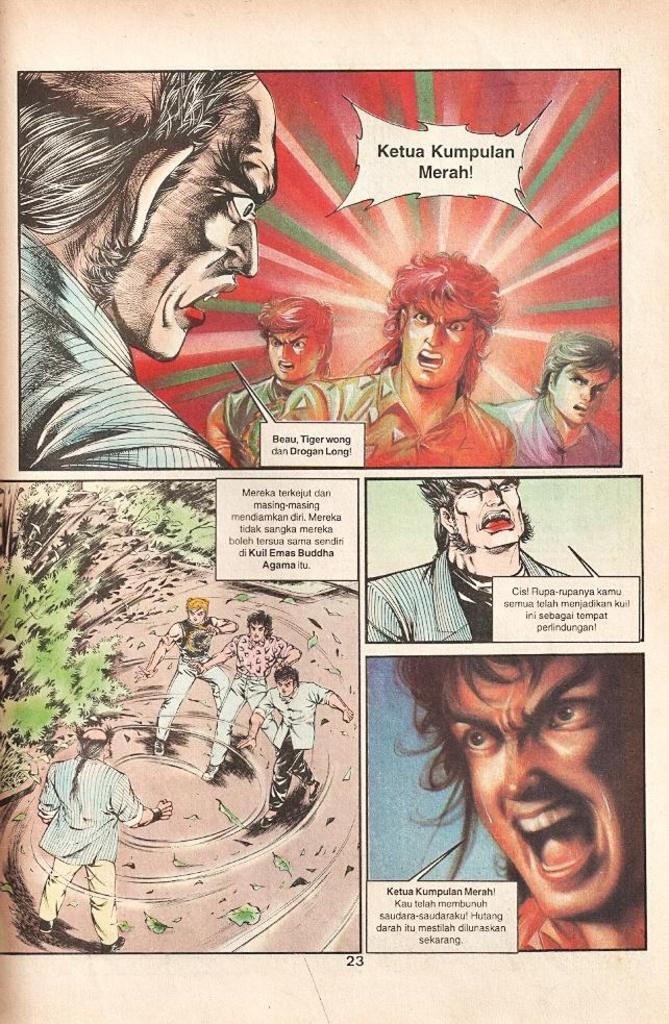 Ketua Kumpulan
Merah!
Beau, Tiger wong
dan Drogan Long!
Mereka terkejut dan
masing-masing
mendiamkan diri. Mereka
tidak sangka mereka
boleh tersua sama sendiri
di Kuil Emas Buddha
Agama itu.
Cis! Rupa-rupanya kamu
semua telah menjadikan kuil
ini sebagai tempat
perlindungan!
Ketua Kumpulan Merah!
Kau telah membunuh
saudara-saudaraku! Hutang
darah itu mestilah dilunaskan
sekarang.
23